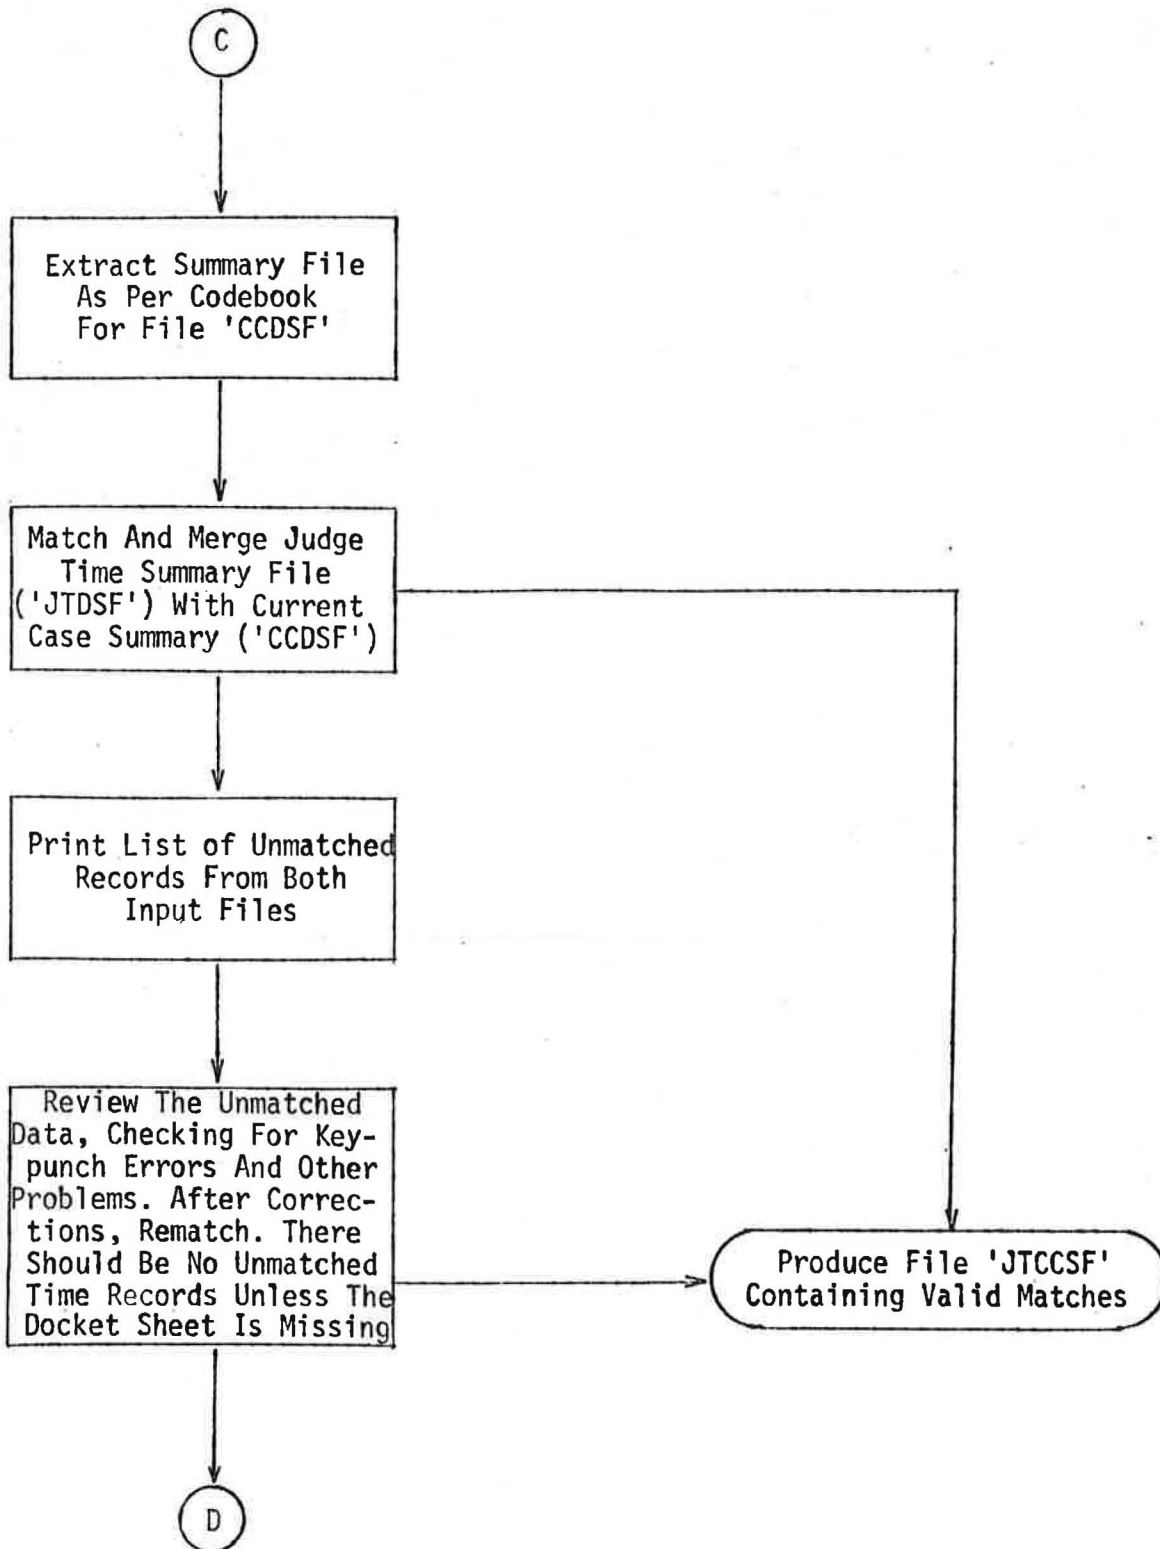 C
Extract Summary File
As Per Codebook
For File 'CCDSF'
Match And Merge Judge
Time Summary File
('JTDSF') With Current
Case Summary ('CCDSF')
Print List of Unmatched
Records From Both
Input Files
Review The Unmatched
Data, Checking For Key-
punch Errors And Other
Problems. After Correc-
tions, Rematch. There
Should Be No Unmatched
Time Records Unless The
Docket Sheet Is Missing
Produce File 'JTCCSF'
Containing Valid Matches
D